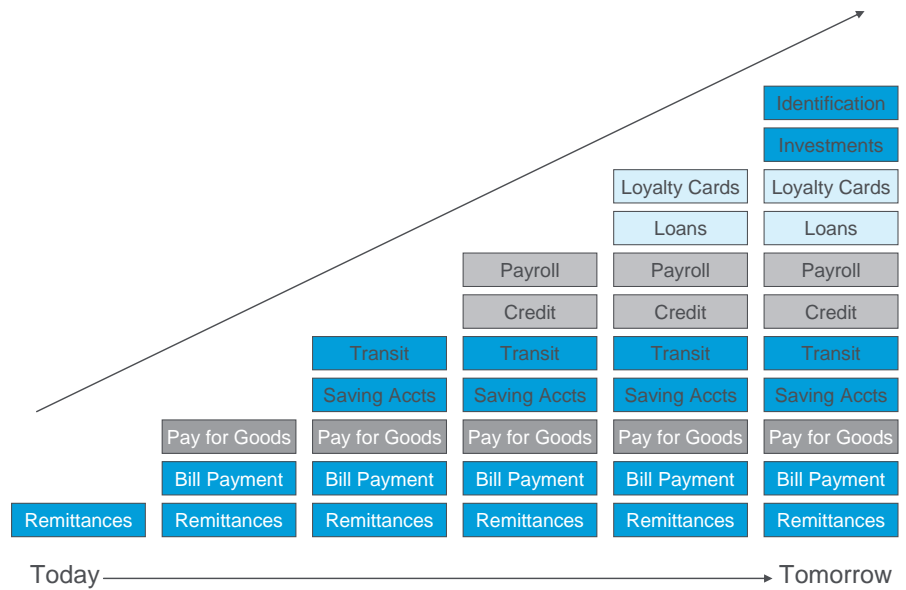 Identification
Investments
Loyalty Cards Loyalty Cards
Loans Loans
Payroll Payroll Payroll
Credit Credit Credit
Transit Transit Transit Transit
Saving Accts Saving Accts Saving Accts Saving Accts
Pay for Goods Pay for Goods Pay for Goods Pay for Goods Pay for Goods
Bill Payment Bill Payment Bill Payment Bill Payment Bill Payment
Remittances Remittances Remittances Remittances Remittances Remittances
Today Tomorrow